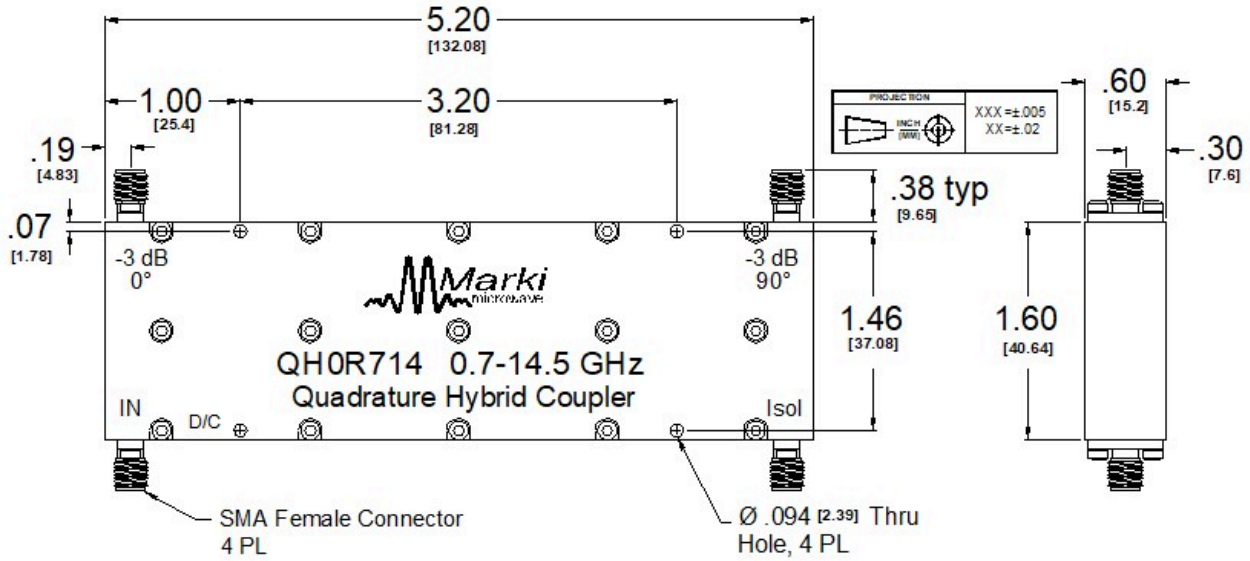 5.20
[132.08]
1.00
[25.4]
3.20
[81.28]
.19
[4.83]
.07
[1.78]
PROJECTION
INCH
[MM]
XXX=±.005
XX=±.02
.60
[15.2]
.30
[7.6]
.38 typ
[9.65]
-3 dB
0°
Marki
microwave
-3 dB
90°
1.46
[37.08]
1.60
[40.64]
QH0R714 0.7-14.5 GHz
Quadrature Hybrid Coupler
IN
D/C
Isol
SMA Female Connector
4 PL
Ø .094 [2.39] Thru
Hole, 4 PL